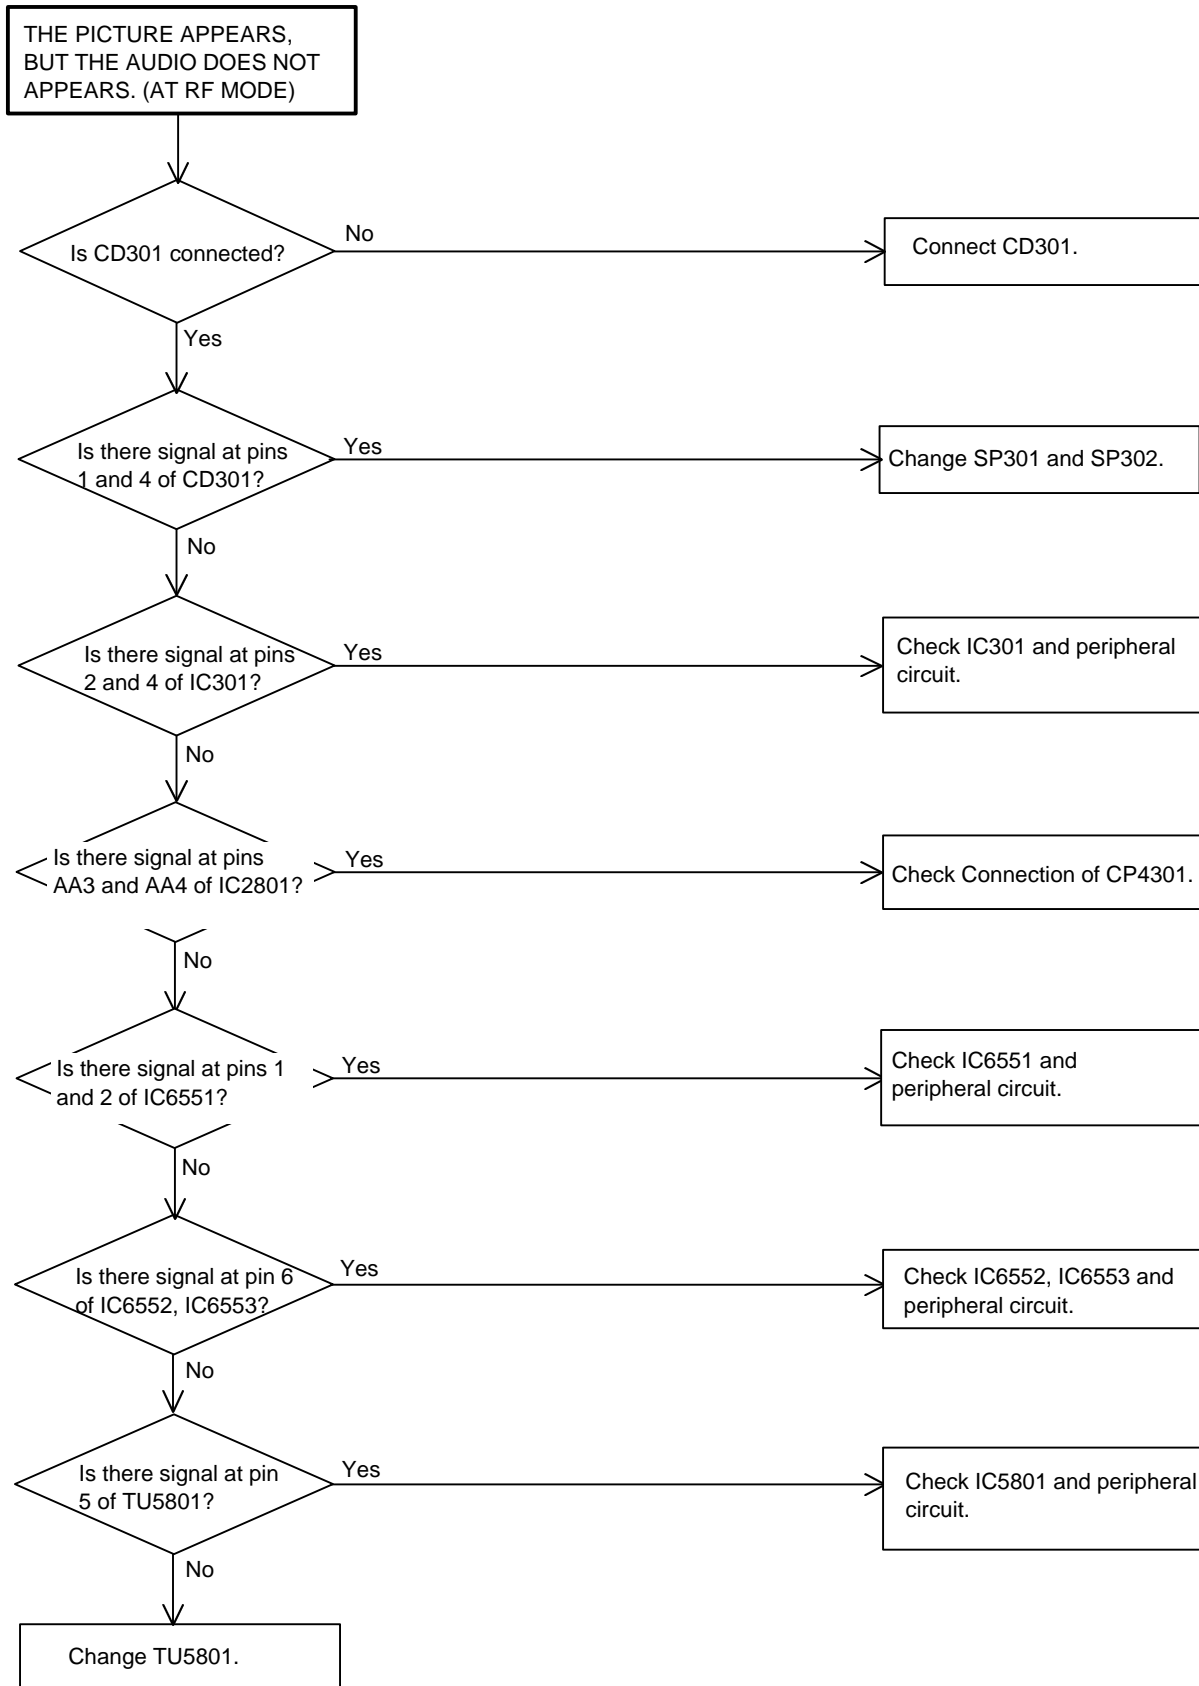 THE PICTURE APPEARS,
BUT THE AUDIO DOES NOT
APPEARS. (AT RF MODE)
Is CD301 connected?
No
Connect CD301.
Yes
Is there signal at pins
1 and 4 of CD301?
Yes
Change SP301 and SP302.
No
Is there signal at pins
2 and 4 of IC301?
Yes
Check IC301 and peripheral
circuit.
No
Is there signal at pins
AA3 and AA4 of IC2801?
Yes
Check Connection of CP4301.
No
Is there signal at pins 1
and 2 of IC6551?
Yes
Check IC6551 and
peripheral circuit.
No
Is there signal at pin 6
of IC6552, IC6553?
Yes
Check IC6552, IC6553 and
peripheral circuit.
No
Is there signal at pin
5 of TU5801?
Yes
Check IC5801 and peripheral
circuit.
No
Change TU5801.